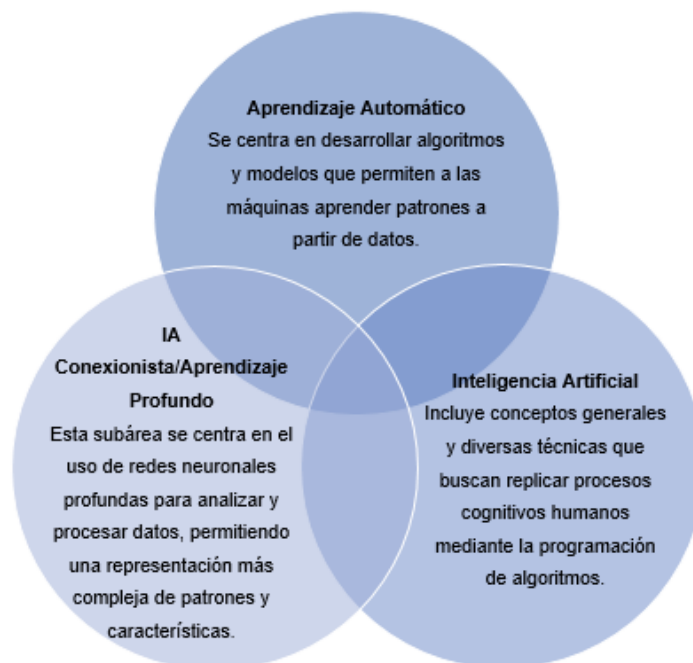 Aprendizaje Automático
Se centra en desarrollar algoritmos
y modelos que permiten a las
máquinas aprender patrones a
partir de datos.
IA
Conexionista/Aprendizaje
Profundo
Esta subárea se centra en el
uso de redes neuronales
profundas para analizar y
procesar datos, permitiendo
una representación más
compleja de patrones y
características.
Inteligencia Artificial
Incluye conceptos generales
y diversas técnicas que
buscan replicar procesos
cognitivos humanos
mediante la programación
de algoritmos.